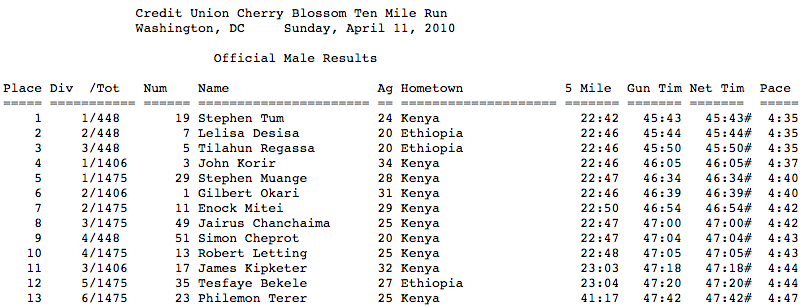 Credit Union Cherry Blossom Ten Mile Run
Washington, DC     Sunday, April 11, 2010
Official Male Results
Place Div  /Tot   Num    Name                   Ag Hometown             5 Mile  Gun Tim Net Tim  Pace
===== =========== ====== ====================== == ==================== ======= ======= =======  =====
    1     1/448       19 Stephen Tum            24 Kenya                  22:42   45:43   45:43# 4:35
    2     2/448        7 Lelisa Desisa          20 Ethiopia               22:46   45:44   45:44# 4:35
    3     3/448        5 Tilahun Regassa        20 Ethiopia               22:46   45:50   45:50# 4:35
    4     1/1406       3 John Korir             34 Kenya                  22:46   46:05   46:05# 4:37
    5     1/1475      29 Stephen Muange         28 Kenya                  22:47   46:34   46:34# 4:40
    6     2/1406       1 Gilbert Okari          31 Kenya                  22:46   46:39   46:39# 4:40
    7     2/1475      11 Enock Mitei            29 Kenya                  22:50   46:54   46:54# 4:42
    8     3/1475      49 Jairus Chanchaima      25 Kenya                  22:47   47:00   47:00# 4:42
    9     4/448       51 Simon Cheprot          20 Kenya                  22:47   47:04   47:04# 4:43
   10     4/1475      13 Robert Letting         25 Kenya                  22:48   47:05   47:05# 4:43
   11     3/1406      17 James Kipketer         32 Kenya                  23:03   47:18   47:18# 4:44
   12     5/1475      35 Tesfaye Bekele         27 Ethiopia               23:04   47:20   47:20# 4:44
   13     6/1475      23 Philemon Terer         25 Kenya                  41:17   47:42   47:42# 4:47